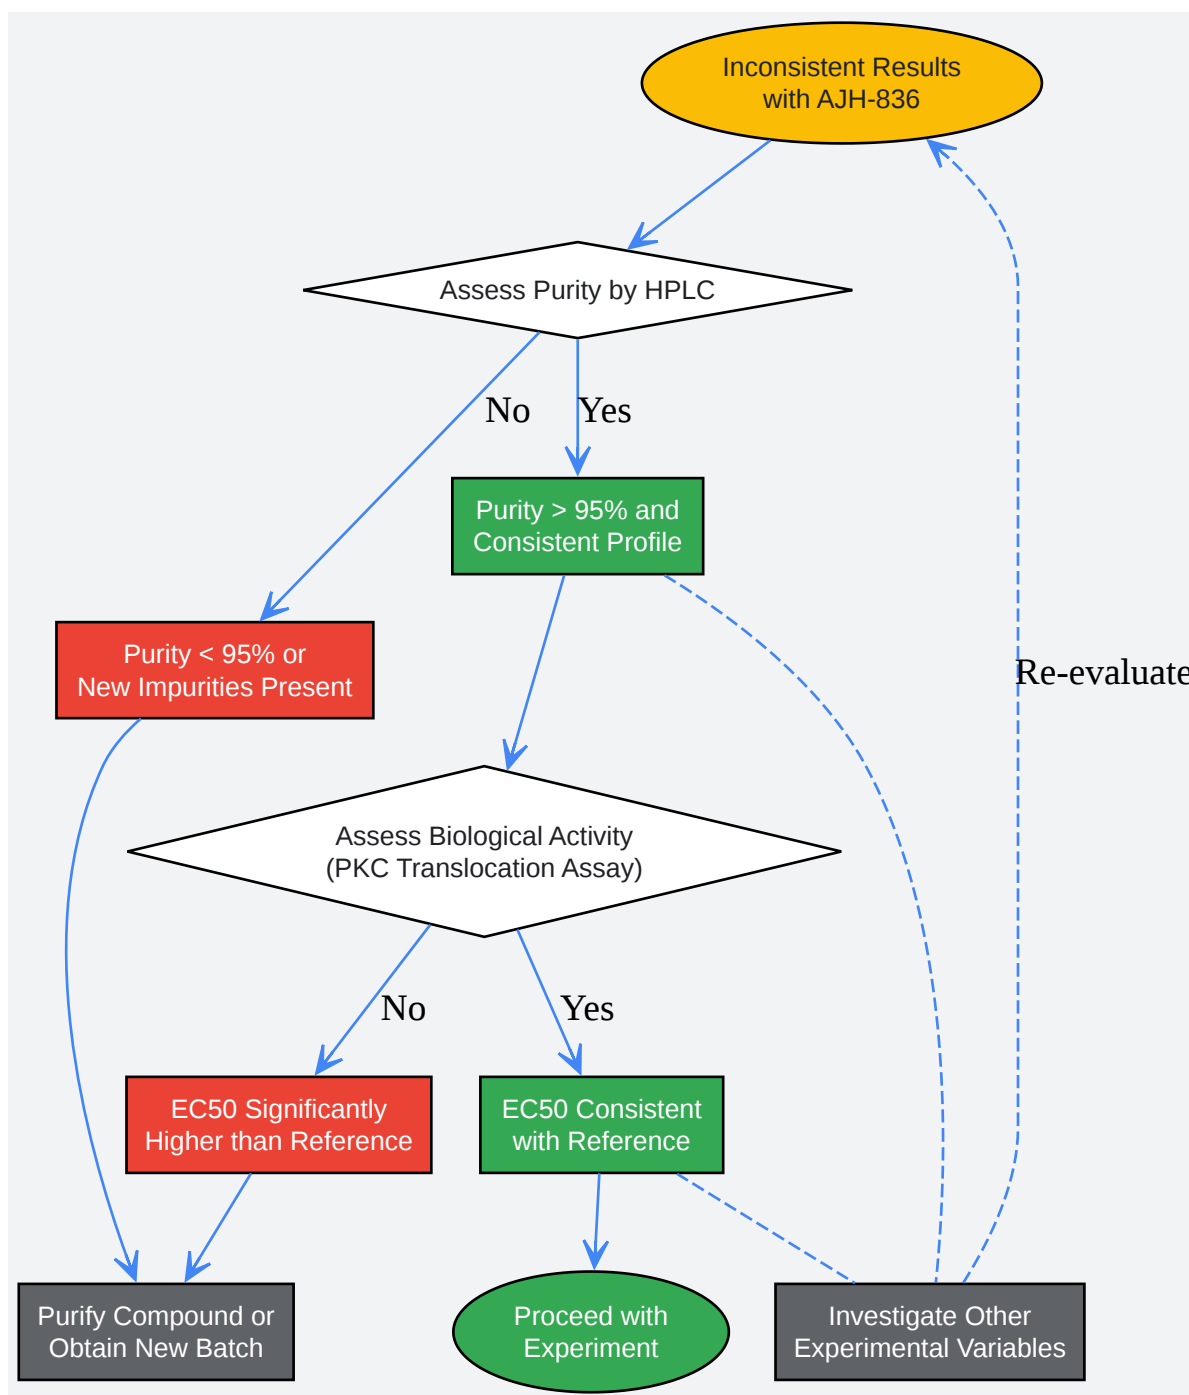 Inconsistent Results
with AJH-836
Assess Purity by HPLC
No
Yes
Purity > 95% and
Consistent Profile
Purity < 95% or
New Impurities Present
Re-evaluate
Assess Biological Activity
(PKC Translocation Assay)
No
Yes
EC50 Significantly
Higher than Reference
EC50 Consistent
with Reference
Purify Compound or
Obtain New Batch
Proceed with
Experiment
Investigate Other
Experimental Variables